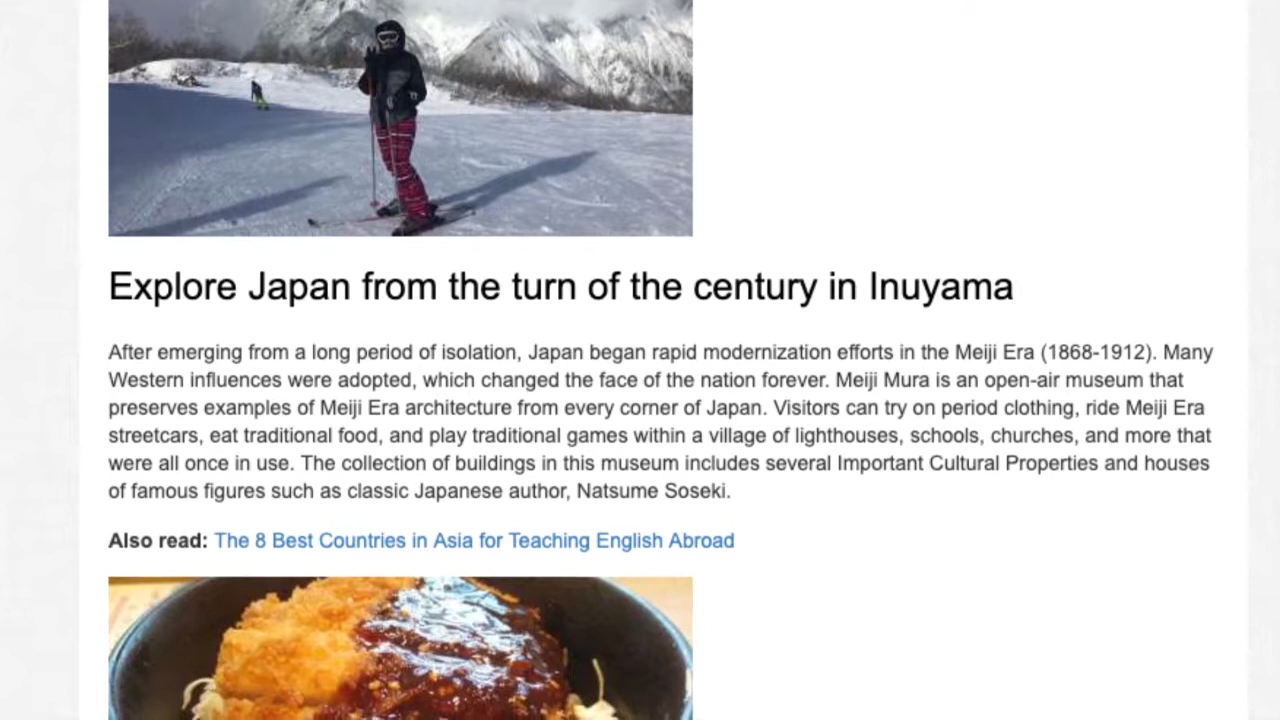 Explore Japan from the turn of the century in Inuyama
After emerging from a long period of isolation, Japan began rapid modernization efforts in the Meiji Era (1868-1912). Many
Western influences were adopted, which changed the face of the nation forever. Meiji Mura is an open-air museum that
preserves examples of Meiji Era architecture from every corner of Japan. Visitors can try on period clothing, ride Meiji Era
streetcars, eat traditional food, and play traditional games within a village of lighthouses, schools, churches, and more that
were all once in use. The collection of buildings in this museum includes several Important Cultural Properties and houses
of famous figures such as classic Japanese author, Natsume Soseki.
Also read: The 8 Best Countries in Asia for Teaching English Abroad